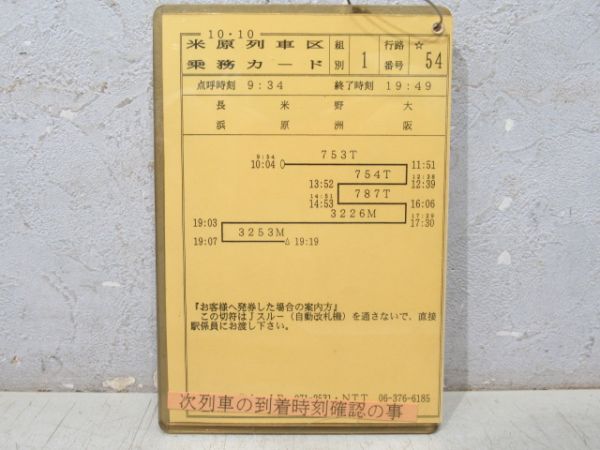 10・10
米原列車区 組 1 行路 ☆
乗務カード 別 番号 54
点呼時刻 9:34 終了時刻 19:49
長 米 野 大
浜 原 洲 阪
9:54 753T
10:04 11:51
754T 12:38
13:52 12:39
14:51 787T
14:53 16:06
3226M 17:29
19:03 17:30
3253M
19:07 △ 19:19
『お客様へ発券した場合の案内方』
この切符はJスルー(自動改札機)を通さないで、直接
駅係員にお渡し下さい。
・NTT 06-376-6185
次列車の到着時刻確認の事